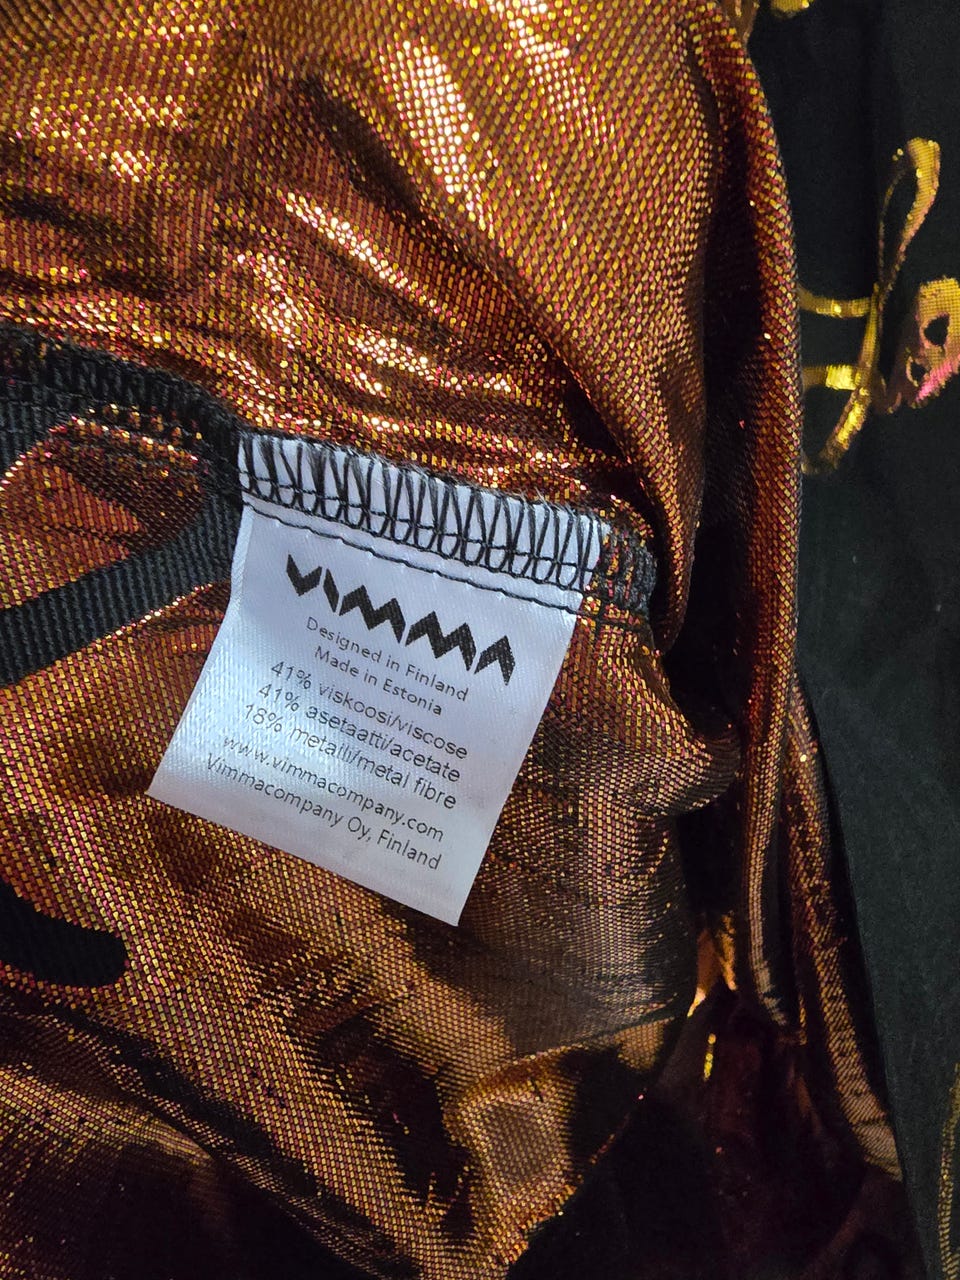 VIMMA
Designed in Finland
Made in Estonia
41% viskoosi/viscose
41% asetaatti/acetate
18% metalli/metal fibre
www.vimmacompany.com
Vimmacompany Oy, Finland